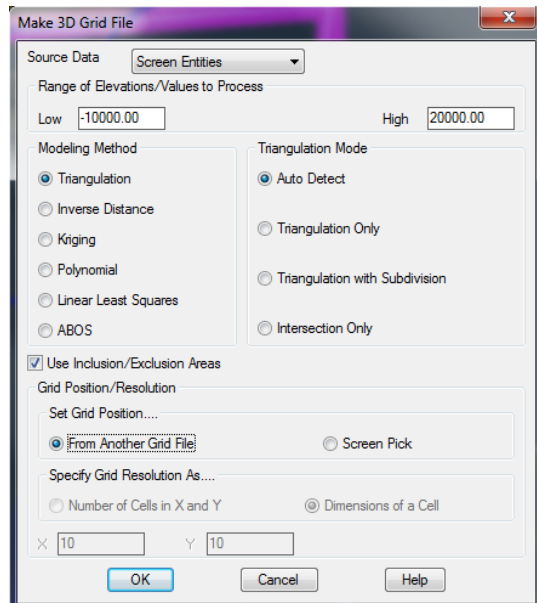 Make 3D Grid File
Source Data Screen Entities
Range of Elevations/Values to Process
Low -10000.00 High 20000.00
Modeling Method
Triangulation
Inverse Distance
Kriging
Polynomial
Linear Least Squares
ABOS
Triangulation Mode
Auto Detect
Triangulation Only
Triangulation with Subdivision
Intersection Only
Use Inclusion/Exclusion Areas
Grid Position/Resolution
Set Grid Position....
From Another Grid File Screen Pick
Specify Grid Resolution As....
Number of Cells in X and Y Dimensions of a Cell
X 10 Y 10
OK Cancel Help